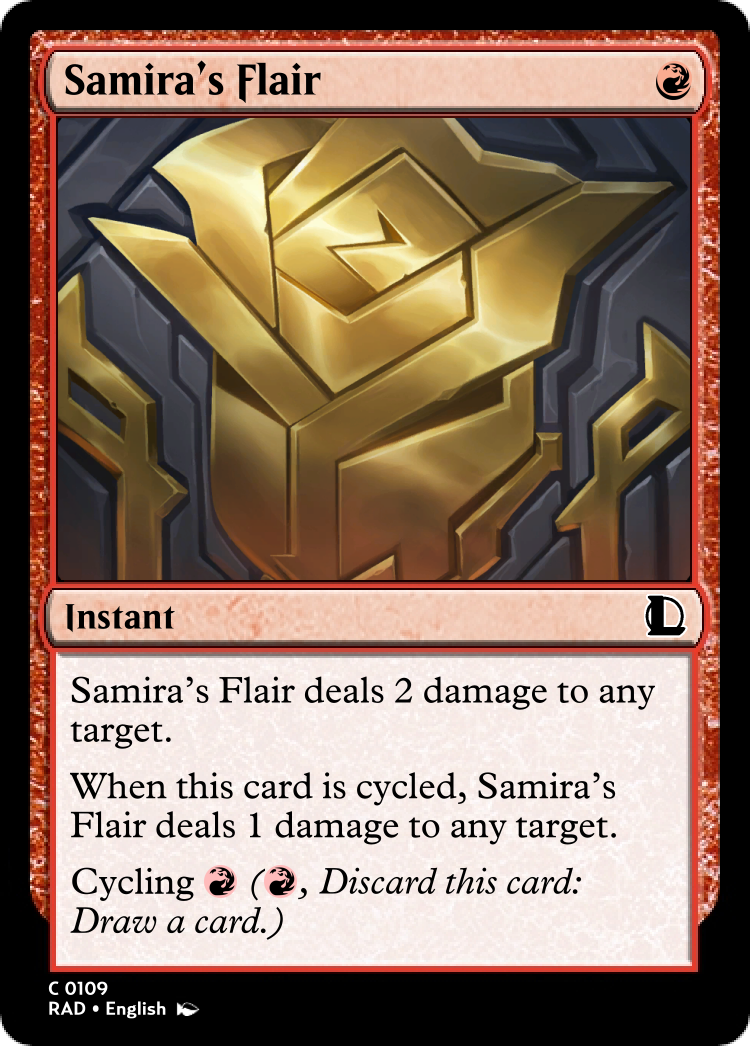 Samira's Flair
Instant
Samira's Flair deals 2 damage to any
target.
When this card is cycled, Samira's
Flair deals 1 damage to any target.
Cycling (, Discard this card:
Draw a card.)
C 0109
RAD • English